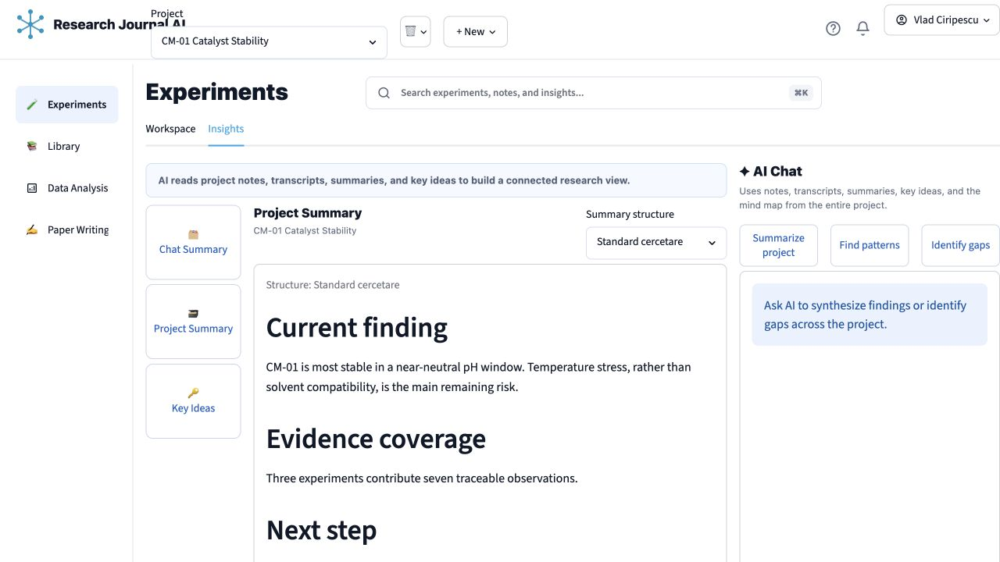 Research Journal AI
Project
CM-01 Catalyst Stability
+ New
Vlad Ciripescu
Experiments
Library
Data Analysis
Paper Writing
Experiments
Search experiments, notes, and insights...
⌘K
Workspace
Insights
AI reads project notes, transcripts, summaries, and key ideas to build a connected research view.
Chat Summary
Project Summary
Key Ideas
Project Summary
CM-01 Catalyst Stability
Summary structure
Standard cercetare
Structure: Standard cercetare
Current finding
CM-01 is most stable in a near-neutral pH window. Temperature stress, rather than
solvent compatibility, is the main remaining risk.
Evidence coverage
Three experiments contribute seven traceable observations.
Next step
✦ AI Chat
Uses notes, transcripts, summaries, key ideas, and the
mind map from the entire project.
Summarize
project
Find patterns
Identify gaps
Ask AI to synthesize findings or identify
gaps across the project.